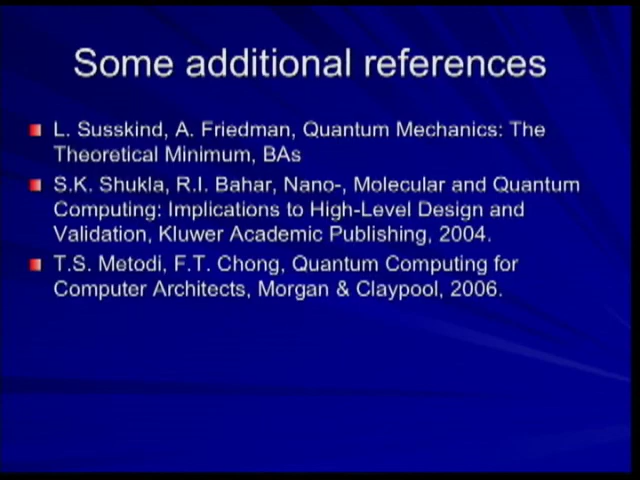 Some additional references
L. Susskind, A. Friedman, Quantum Mechanics: The
Theoretical Minimum, BAs
S.K. Shukla, R.I. Bahar, Nano-, Molecular and Quantum
Computing: Implications to High-Level Design and
Validation, Kluwer Academic Publishing, 2004.
T.S. Metodi, F.T. Chong, Quantum Computing for
Computer Architects, Morgan & Claypool, 2006.